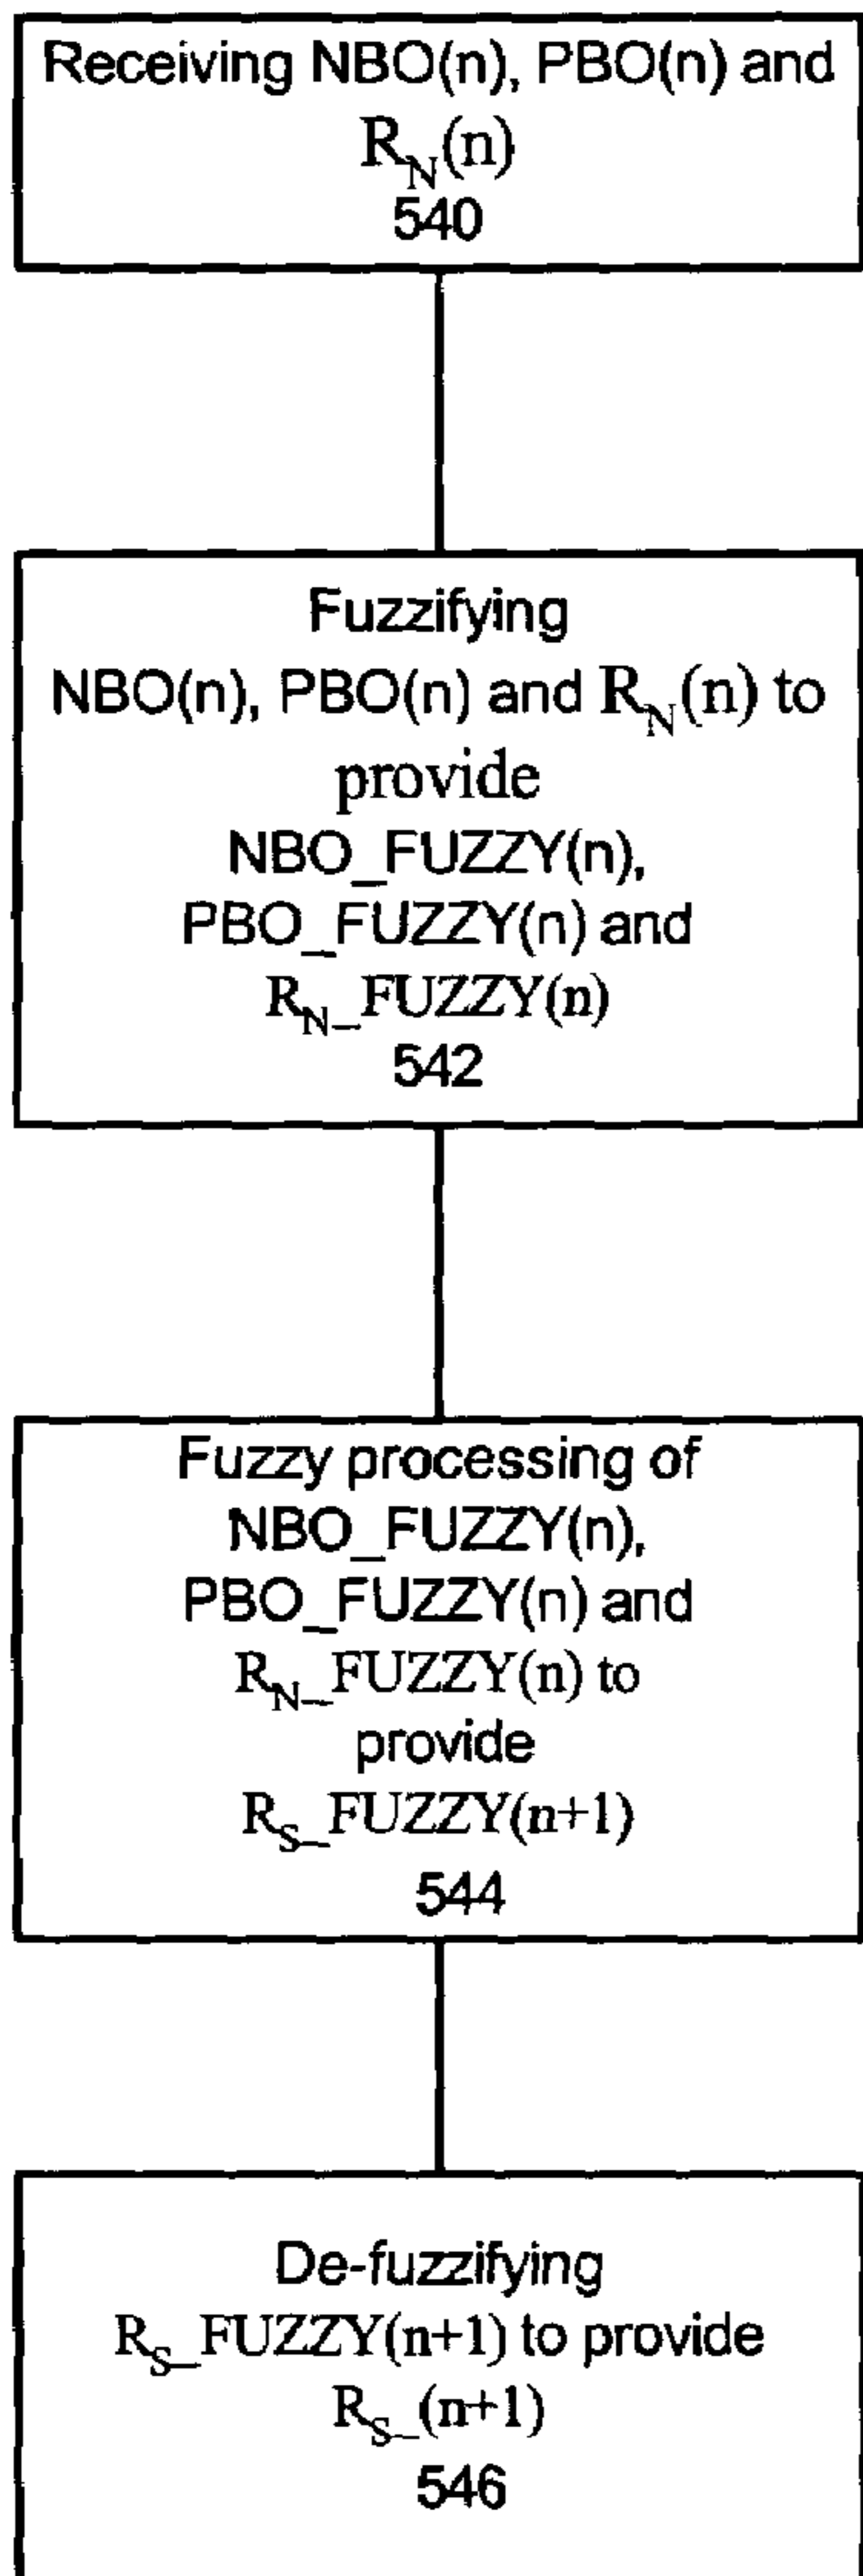 Receiving NBO(n), PBO(n) and
R_N(n)
540
Fuzzifying
NBO(n), PBO(n) and R_N(n) to
provide
NBO_FUZZY(n),
PBO_FUZZY(n) and
R_N_FUZZY(n)
542
Fuzzy processing of
NBO_FUZZY(n),
PBO_FUZZY(n) and
R_N_FUZZY(n) to
provide
R_S_FUZZY(n+1)
544
De-fuzzifying
R_S_FUZZY(n+1) to provide
R_S_(n+1)
546